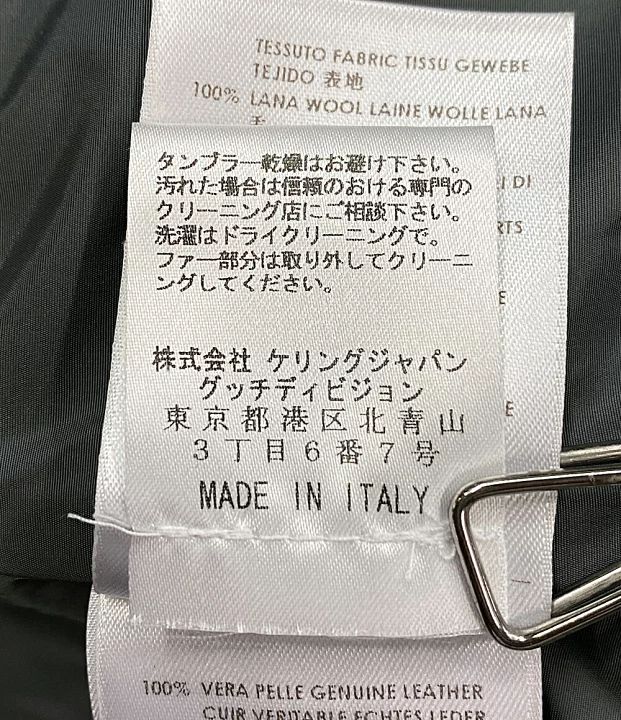 TESSUTO FABRIC TISSU GEWEBE
TEJIDO 表地
100% LANA WOOL LAINE WOLLE LANA
毛
タンブラー乾燥はお避け下さい。
汚れた場合は信頼のおける専門の
クリーニング店にご相談下さい。
洗濯はドライクリーニングで。
ファー部分は取り外してクリーニ
ングしてください。
DI
RTS
E
E
株式会社 ケリングジャパン
グッチディビジョン
東京都港区北青山
3丁目6番7号
MADE IN ITALY
100% VERA PELLE GENUINE LEATHER
CUIR VERITABLE ECHTES LEDER